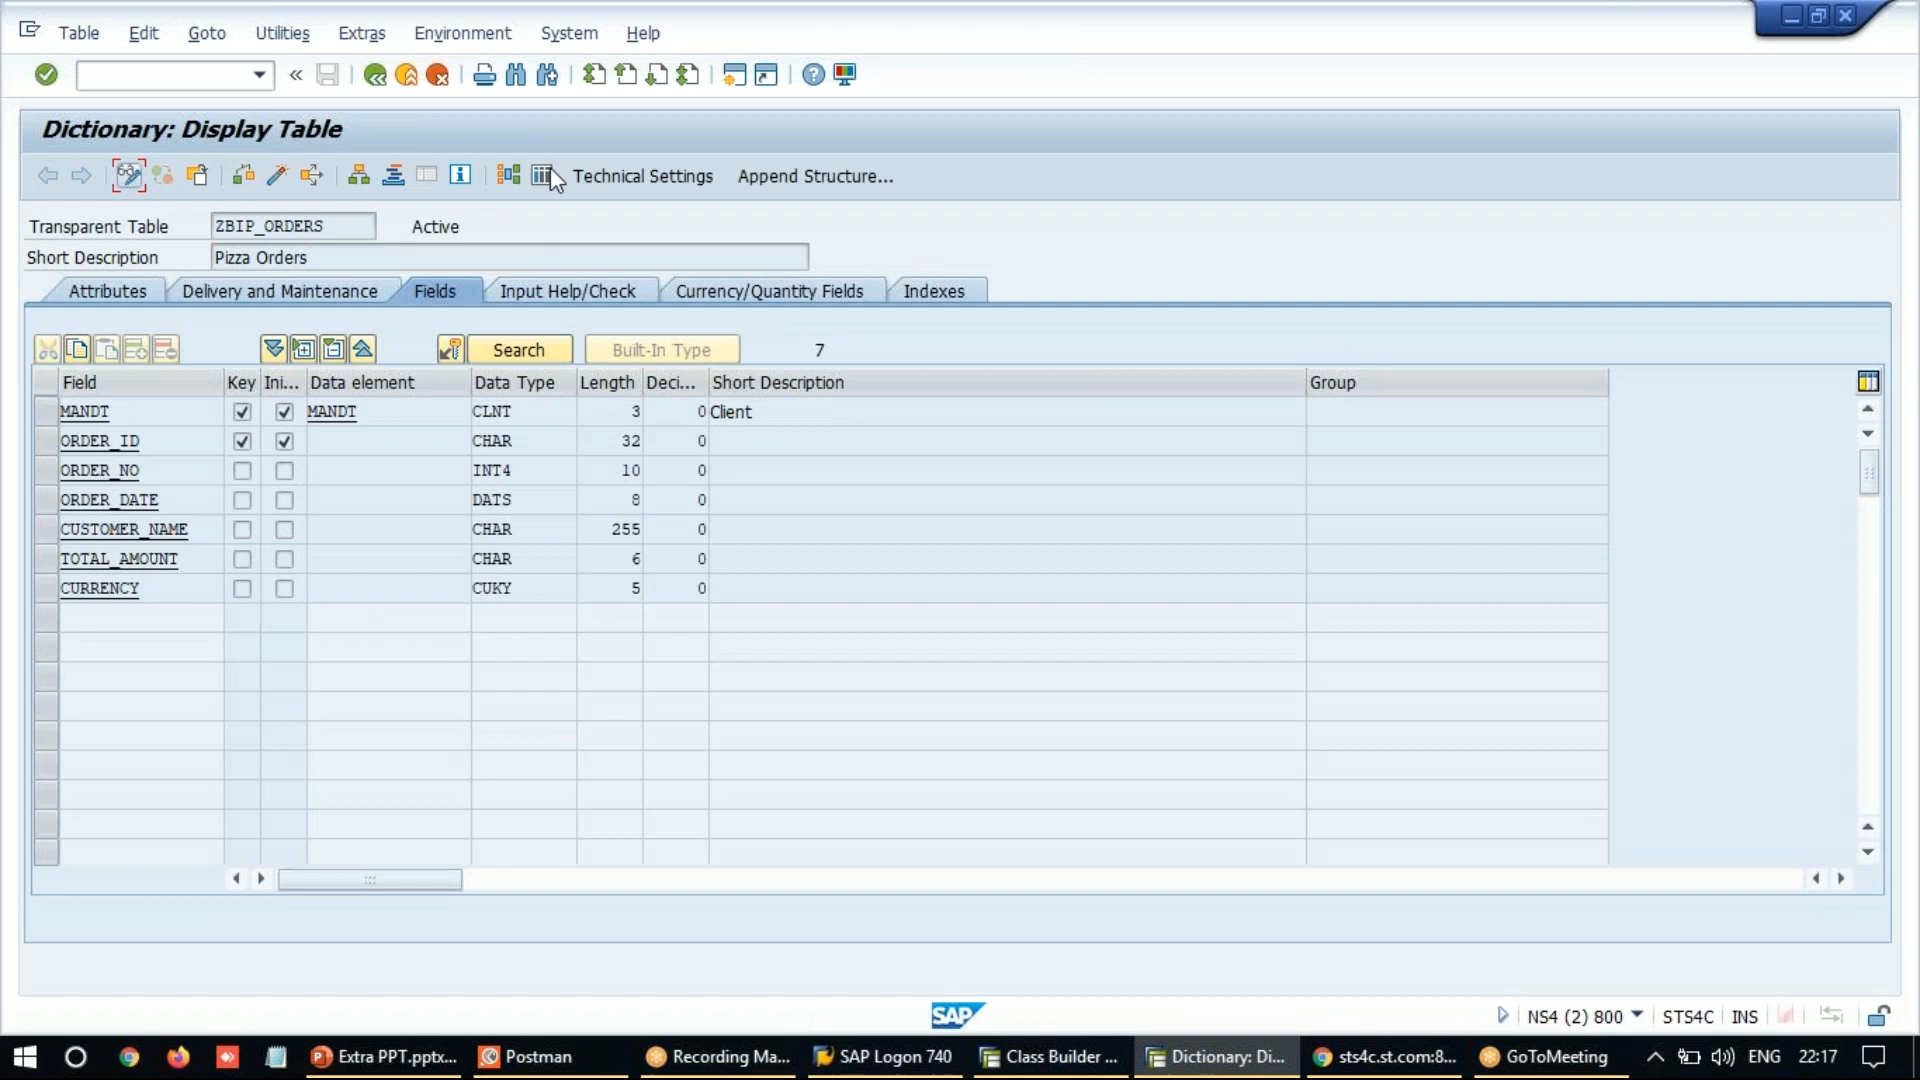 Table Edit Goto Utilities Extras Environment System Help
Dictionary: Display Table
Technical Settings Append Structure...
Transparent Table ZBIP_ORDERS Active
Short Description Pizza Orders
Attributes Delivery and Maintenance Fields Input Help/Check Currency/Quantity Fields Indexes
Search Built-In Type 7
Field Key Ini... Data element Data Type Length Deci... Short Description Group
MANDT MANDT CLNT 3 0 Client
ORDER_ID CHAR 32 0
ORDER_NO INT4 10 0
ORDER_DATE DATS 8 0
CUSTOMER_NAME CHAR 255 0
TOTAL_AMOUNT CHAR 6 0
CURRENCY CUKY 5 0
SAP NS4 (2) 800 STS4C INS
Extra PPT.pptx... Postman Recording Ma... SAP Logon 740 Class Builder ... Dictionary: Di... sts4c.st.com:8... GoToMeeting ENG 22:17